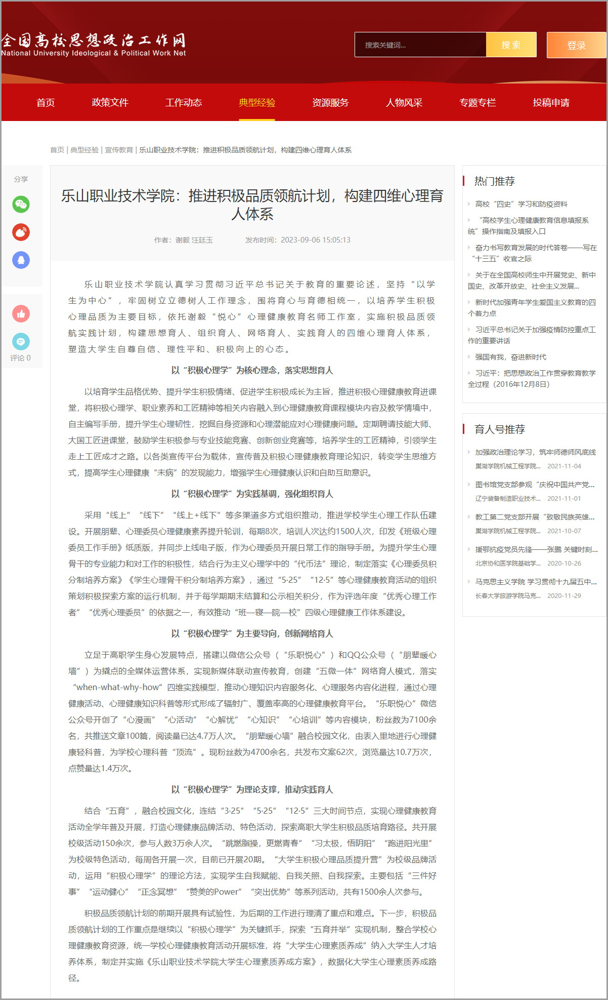 全国高校思想政治工作网
National University Ideological & Political Work Net
搜索关键词...
搜 索
登录
首页
政策文件
工作动态
典型经验
资源服务
人物风采
专题专栏
投稿申请
首页 | 典型经验 | 宣传教育 | 乐山职业技术学院：推进积极品质领航计划，构建四维心理育人体系
分享
评论 0
乐山职业技术学院：推进积极品质领航计划，构建四维心理育
人体系
作者：谢毅 汪廷玉
发布时间：2023-09-06 15:05:13
乐山职业技术学院认真学习贯彻习近平总书记关于教育的重要论述，坚持“以学
生为中心”，牢固树立立德树人工作理念，围将育心与育德相统一，以培养学生积极
心理品质为主要目标，依托谢毅“悦心”心理健康教育名师工作室，实施积极品质领
航实践计划，构建思想育人、组织育人、网络育人、实践育人的四维心理育人体系，
塑造大学生自尊自信、理性平和、积极向上的心态。
以“积极心理学”为核心理念，落实思想育人
以培育学生品格优势、提升学生积极情绪、促进学生积极成长为主旨，推进积极心理健康教育进课
堂，将积极心理学、职业素养和工匠精神等相关内容融入到心理健康教育课程模块内容及教学情境中，
自主编写手册，提升学生心理韧性，挖掘自身资源和心理潜能应对心理健康问题。定期聘请技能大师、
大国工匠进课堂，鼓励学生积极参与专业技能竞赛、创新创业竞赛等，培养学生的工匠精神，引领学生
走上工匠成才之路。以各类宣传平台为载体，宣传普及积极心理健康教育理论知识，转变学生思维方
式，提高学生心理健康“未病”的发现能力，增强学生心理健康认识和自助互助意识。
以“积极心理学”为实践基调，强化组织育人
采用“线上”“线下”“线上+线下”等多渠道多方式组织推动，推进学校学生心理工作队伍建
设。开展朋辈、心理委员心理健康素养提升轮训，每期8次，培训人次达约1500人次，印发《班级心理
委员工作手册》纸质版，并同步上线电子版，作为心理委员开展日常工作的指导手册。为提升学生心理
骨干的专业能力和对工作的积极性，结合行为主义心理学中的“代币法”理论，制定落实《心理委员积
分制培养方案》《学生心理骨干积分制培养方案》，通过“5·25”“12·5”等心理健康教育活动的组织
策划积极探索方案的运行机制，并于每学期期末结算和公示相关积分，作为评选年度“优秀心理工作
者”“优秀心理委员”的依据之一，有效推动“班—寝—院—校”四级心理健康工作体系建设。
以“积极心理学”为主要导向，创新网络育人
立足于高职学生身心发展特点，搭建以微信公众号（“乐职悦心”）和QQ公众号（“朋辈暖心
墙”）为撬点的全媒体运营体系，实现新媒体联动宣传教育，创建“五微一体”网络育人模式，落实
“when-what-why-how”四维实践模型，推动心理知识内容服务化、心理服务内容化进程，通过心理
健康活动、心理健康知识科普等形式形成了辐射广、覆盖率高的心理健康教育平台。“乐职悦心”微信
公众号开创了“心漫画”“心活动”“心解忧”“心知识”“心培训”等内容模块，粉丝数为7100余
名，共推送文章100篇，阅读量已达4.7万人次。“朋辈暖心墙”融合校园文化，由表入里地进行心理健
康轻科普，为学校心理科普“顶流”。现粉丝数为4700余名，共发布文案62次，浏览量达10.7万次，
点赞量达1.4万次。
以“积极心理学”为理论支撑，推动实践育人
结合“五育”，融合校园文化，连结“3·25”“5·25”“12·5”三大时间节点，实现心理健康教育
活动全学年普及开展，打造心理健康品牌活动、特色活动，探索高职大学生积极品质培育路径。共开展
校级活动150余次，参与人数3万余人次。“跳燃脂操，更燃青春”“习太极，悟阴阳”“跑进阳光里”
为校级特色活动，每周各开展一次，目前已开展20期。“大学生积极心理品质提升营”为校级品牌活
动，运用“积极心理学”的理论方法，实现学生自我赋能、自我关照、自我探索。主要包括“三件好
事”“运动健心”“正念冥想”“赞美的Power”“突出优势”等系列活动，共有1500余人次参与。
积极品质领航计划的前期开展具有试验性，为后期的工作进行理清了重点和难点。下一步，积极品
质领航计划的工作重点是继续以“积极心理学”为关键抓手，探索“五育并举”实现机制，整合学校心
理健康教育资源，统一学校心理健康教育活动开展标准，将“大学生心理素质养成”纳入大学生人才培
养体系，制定并实施《乐山职业技术学院大学生心理素质养成方案》，数据化大学生心理素质养成路
径。
热门推荐
高校“四史”学习和防疫资料
“高校学生心理健康教育信息填报系
统”操作指南及填报入口
奋力书写教育发展的时代答卷——写在
“十三五”收官之际
关于在全国高校师生中开展党史、新中
国史、改革开放史、社会主义发展...
新时代加强青年学生爱国主义教育的四
个着力点
习近平总书记关于加强疫情防控重点工
作的重要讲话
强国有我，奋进新时代
习近平：把思想政治工作贯穿教育教学
全过程（2016年12月8日）
育人号推荐
加强政治理论学习，筑牢师德师风底线
巢湖学院机械工程学院... 2021-11-04
图书馆党支部参观“庆祝中国共产党...
辽宁装备制造职业技术... 2021-11-01
教工第二党支部开展“致敬民族英雄...
巢湖学院机械工程学院... 2021-10-07
援鄂抗疫党员先锋——张鹏 关键时刻...
北京协和医学院基础学... 2020-10-26
马克思主义学院 学习贯彻十九届五中...
长春大学旅游学院马克... 2020-11-29